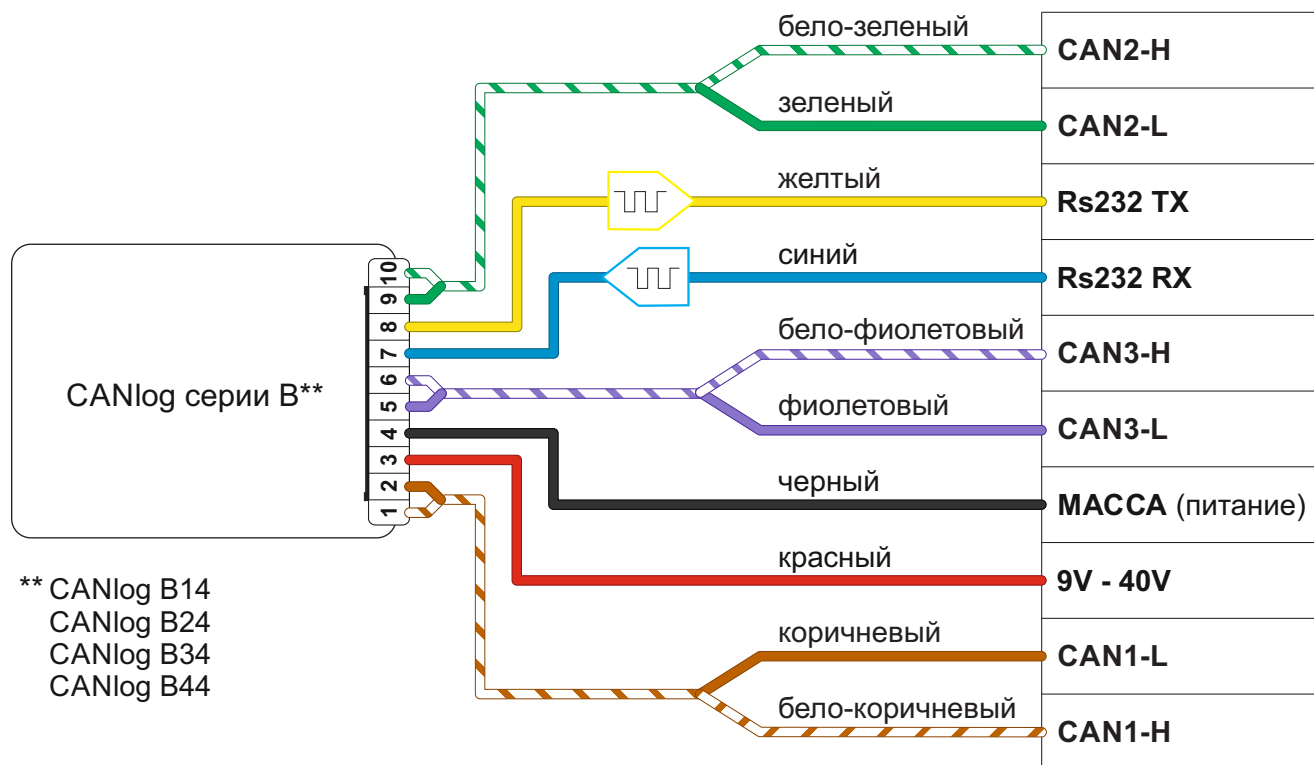 бело-зеленый
CAN2-H
зеленый
CAN2-L
желтый
Rs232 TX
синий
Rs232 RX
бело-фиолетовый
CAN3-H
фиолетовый
CAN3-L
черный
МАССА (питание)
красный
9V - 40V
коричневый
CAN1-L
бело-коричневый
CAN1-H
10
9
8
7
6
5
4
3
2
1
CANlog серии B**
** CANlog B14
CANlog B24
CANlog B34
CANlog B44